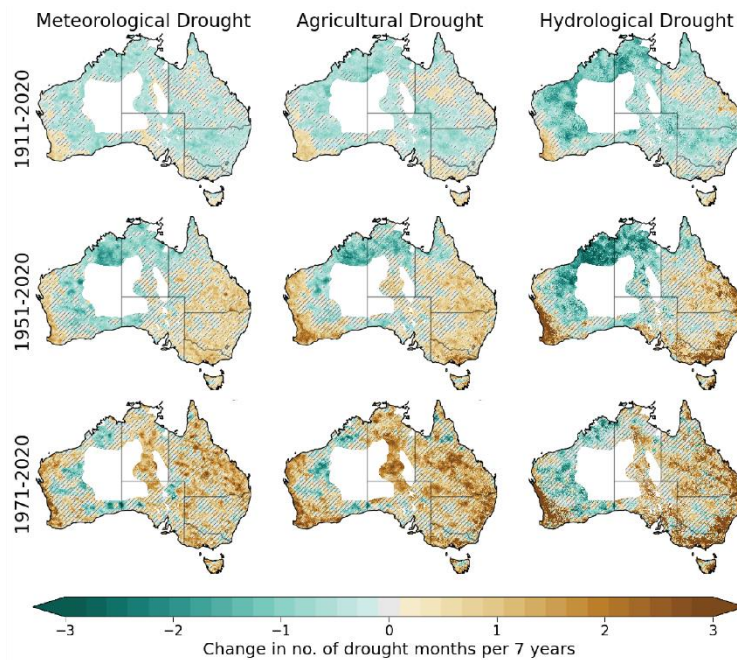 Meteorological Drought Agricultural Drought Hydrological Drought
1911-2020
1951-2020
1971-2020
−3 −2 −1 0 1 2 3
Change in no. of drought months per 7 years